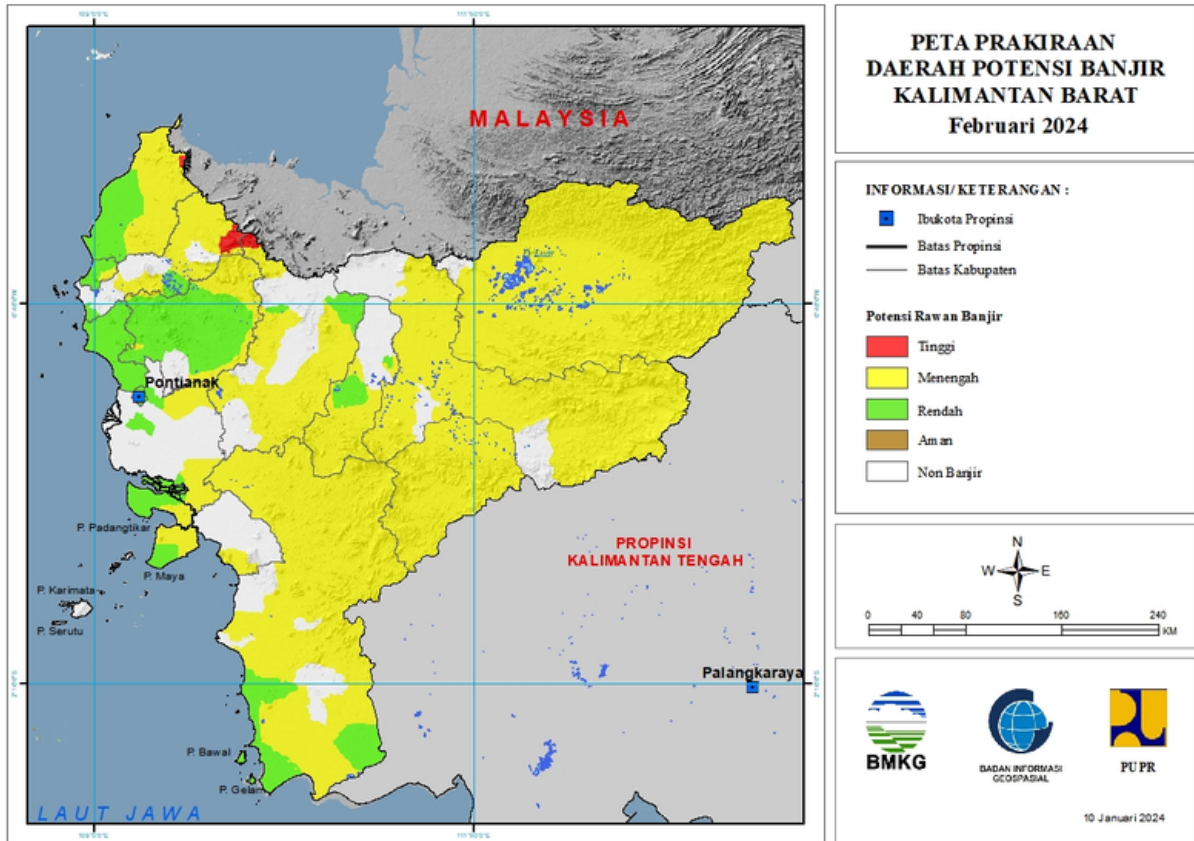 MALAYSIA
D. Luar
Pontianak
P. Padangtikar
P. Maya
P. Karimata
P. Serutu
PROPINSI
KALIMANTAN TENGAH
Palangkaraya
P. Bawal
P. Gelam
LAUT JAWA
PETA PRAKIRAAN
DAERAH POTENSI BANJIR
KALIMANTAN BARAT
Februari 2024
INFORMASI/ KETERANGAN :
Ibukota Propinsi
Batas Propinsi
Batas Kabupaten
Potensi Rawan Banjir
Tinggi
Menengah
Rendah
Aman
Non Banjir
N
W E
S
0 40 80 160 240
KM
BMKG
BADAN INFORMASI
GEOSPASIAL
PUPR
10 Januari 2024